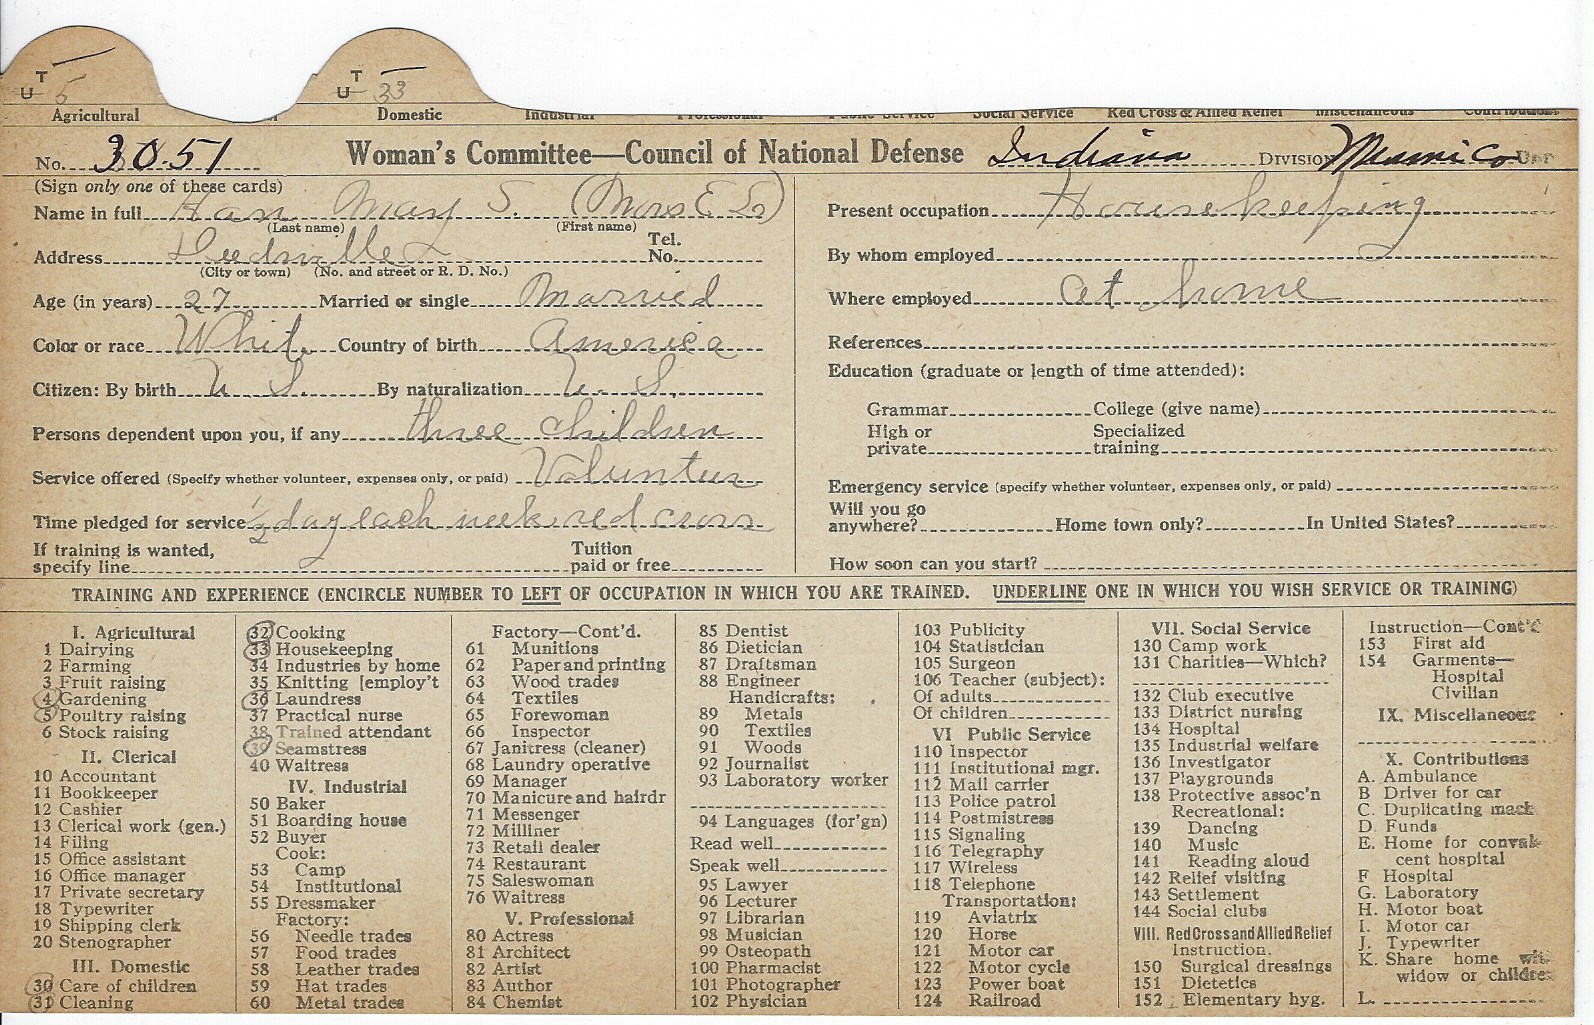 T T
U 5 U 33
Agricultural Domestic Industrial Professional Public Service Social Service Red Cross & Allied Relief Miscellaneous Contributions
No. 3051 Woman's Committee—Council of National Defense Indiana Division Miami Co Unit
(Sign only one of these cards)
Name in full May S. (Mrs E
(Last name) (First name)
Address Tel. No.
(City or town) (No. and street or R. D. No.)
Age (in years) 27 Married or single Married
Color or race White Country of birth America
Citizen: By birth U. S. By naturalization U. S.
Persons dependent upon you, if any three children
Service offered (Specify whether volunteer, expenses only, or paid) Volunteer
Time pledged for service 1/2 day each week red cross
If training is wanted, specify line Tuition paid or free
Present occupation Housekeeping
By whom employed
Where employed at home
References
Education (graduate or length of time attended):
Grammar College (give name)
High or private Specialized training
Emergency service (specify whether volunteer, expenses only, or paid)
Will you go anywhere? Home town only? In United States?
How soon can you start?
TRAINING AND EXPERIENCE (ENCIRCLE NUMBER TO LEFT OF OCCUPATION IN WHICH YOU ARE TRAINED. UNDERLINE ONE IN WHICH YOU WISH SERVICE OR TRAINING)
I. Agricultural
1 Dairying
2 Farming
3 Fruit raising
4 Gardening
5 Poultry raising
6 Stock raising
II. Clerical
10 Accountant
11 Bookkeeper
12 Cashier
13 Clerical work (gen.)
14 Filing
15 Office assistant
16 Office manager
17 Private secretary
18 Typewriter
19 Shipping clerk
20 Stenographer
III. Domestic
30 Care of children
31 Cleaning
32 Cooking
33 Housekeeping
34 Industries by home
35 Knitting [employ't
36 Laundress
37 Practical nurse
38 Trained attendant
39 Seamstress
40 Waitress
IV. Industrial
50 Baker
51 Boarding house
52 Buyer
Cook:
53 Camp
54 Institutional
55 Dressmaker
Factory:
56 Needle trades
57 Food trades
58 Leather trades
59 Hat trades
60 Metal trades
Factory—Cont'd.
61 Munitions
62 Paper and printing
63 Wood trades
64 Textiles
65 Forewoman
66 Inspector
67 Janitress (cleaner)
68 Laundry operative
69 Manager
70 Manicure and hairdr
71 Messenger
72 Milliner
73 Retail dealer
74 Restaurant
75 Saleswoman
76 Waitress
V. Professional
80 Actress
81 Architect
82 Artist
83 Author
84 Chemist
85 Dentist
86 Dietician
87 Draftsman
88 Engineer
Handicrafts:
89 Metals
90 Textiles
91 Woods
92 Journalist
93 Laboratory worker
94 Languages (for'gn)
Read well
Speak well
95 Lawyer
96 Lecturer
97 Librarian
98 Musician
99 Osteopath
100 Pharmacist
101 Photographer
102 Physician
103 Publicity
104 Statistician
105 Surgeon
106 Teacher (subject):
Of adults
Of children
VI Public Service
110 Inspector
111 Institutional mgr.
112 Mail carrier
113 Police patrol
114 Postmistress
115 Signaling
116 Telegraphy
117 Wireless
118 Telephone
Transportation:
119 Aviatrix
120 Horse
121 Motor car
122 Motor cycle
123 Power boat
124 Railroad
VII. Social Service
130 Camp work
131 Charities—Which?
132 Club executive
133 District nursing
134 Hospital
135 Industrial welfare
136 Investigator
137 Playgrounds
138 Protective assoc'n
Recreational:
139 Dancing
140 Music
141 Reading aloud
142 Relief visiting
143 Settlement
144 Social clubs
VIII. Red Cross and Allied Relief
Instruction.
150 Surgical dressings
151 Dietetics
152 Elementary hyg.
Instruction—Cont'd
153 First aid
154 Garments—
Hospital
Civilian
IX. Miscellaneous
X. Contributions
A. Ambulance
B Driver for car
C. Duplicating mach
D. Funds
E. Home for conval-
cent hospital
F Hospital
G. Laboratory
H. Motor boat
I. Motor car
J. Typewriter
K. Share home with
widow or children
L.